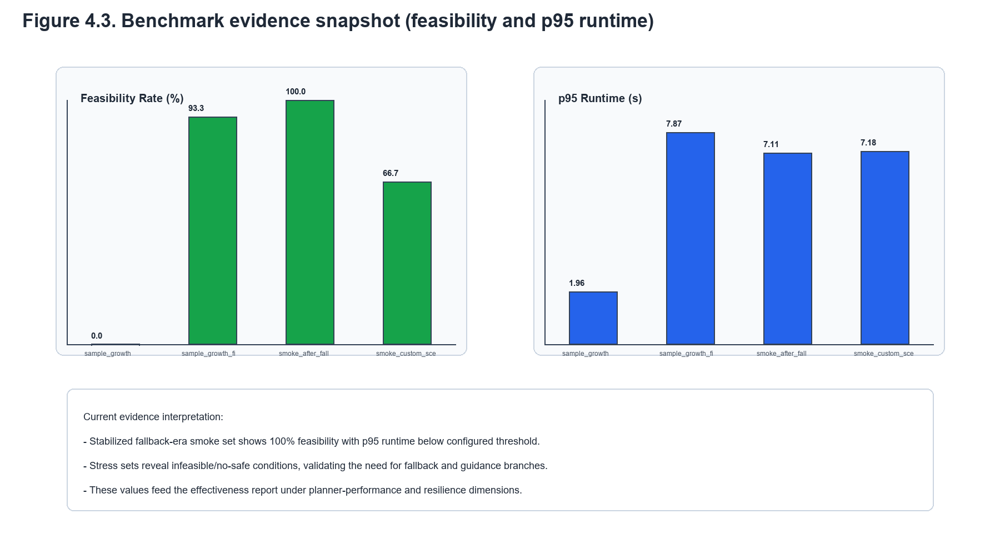 Figure 4.3. Benchmark evidence snapshot (feasibility and p95 runtime)
Feasibility Rate (%)
0.0
93.3
100.0
66.7
sample_growth
sample_growth_fi
smoke_after_fall
smoke_custom_sce
p95 Runtime (s)
1.96
7.87
7.11
7.18
sample_growth
sample_growth_fi
smoke_after_fall
smoke_custom_sce
Current evidence interpretation:
- Stabilized fallback-era smoke set shows 100% feasibility with p95 runtime below configured threshold.
- Stress sets reveal infeasible/no-safe conditions, validating the need for fallback and guidance branches.
- These values feed the effectiveness report under planner-performance and resilience dimensions.